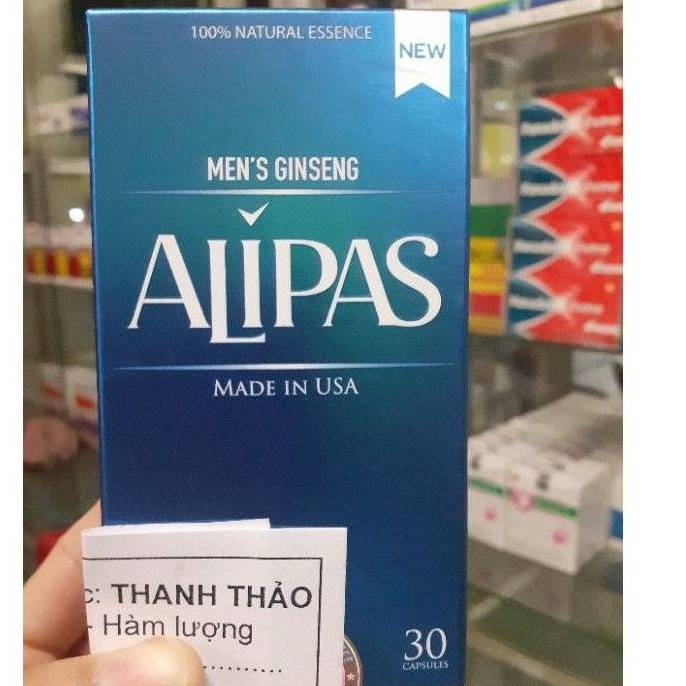 100% NATURAL ESSENCE
NEW
MEN'S GINSENG
ALIPAS
MADE IN USA
c: THANH THẢO
- Hàm lượng
30
CAPSULES